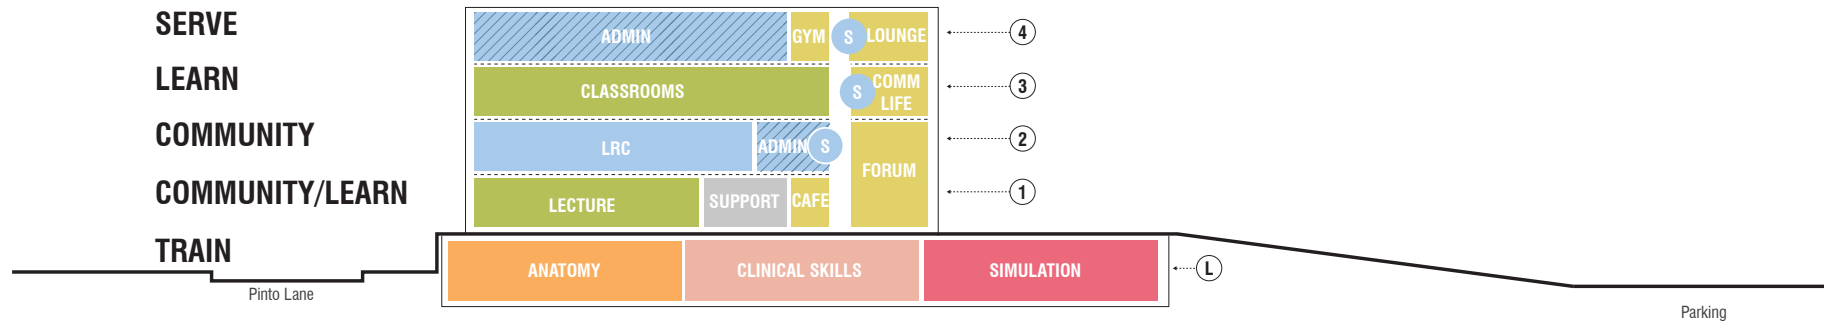 SERVE
ADMIN
GYM
S
LOUNGE
4
LEARN
CLASSROOMS
S
COMM
LIFE
3
COMMUNITY
LRC
ADMIN
S
2
FORUM
COMMUNITY/LEARN
LECTURE
SUPPORT
CAFE
1
TRAIN
ANATOMY
CLINICAL SKILLS
SIMULATION
L
Pinto Lane
Parking